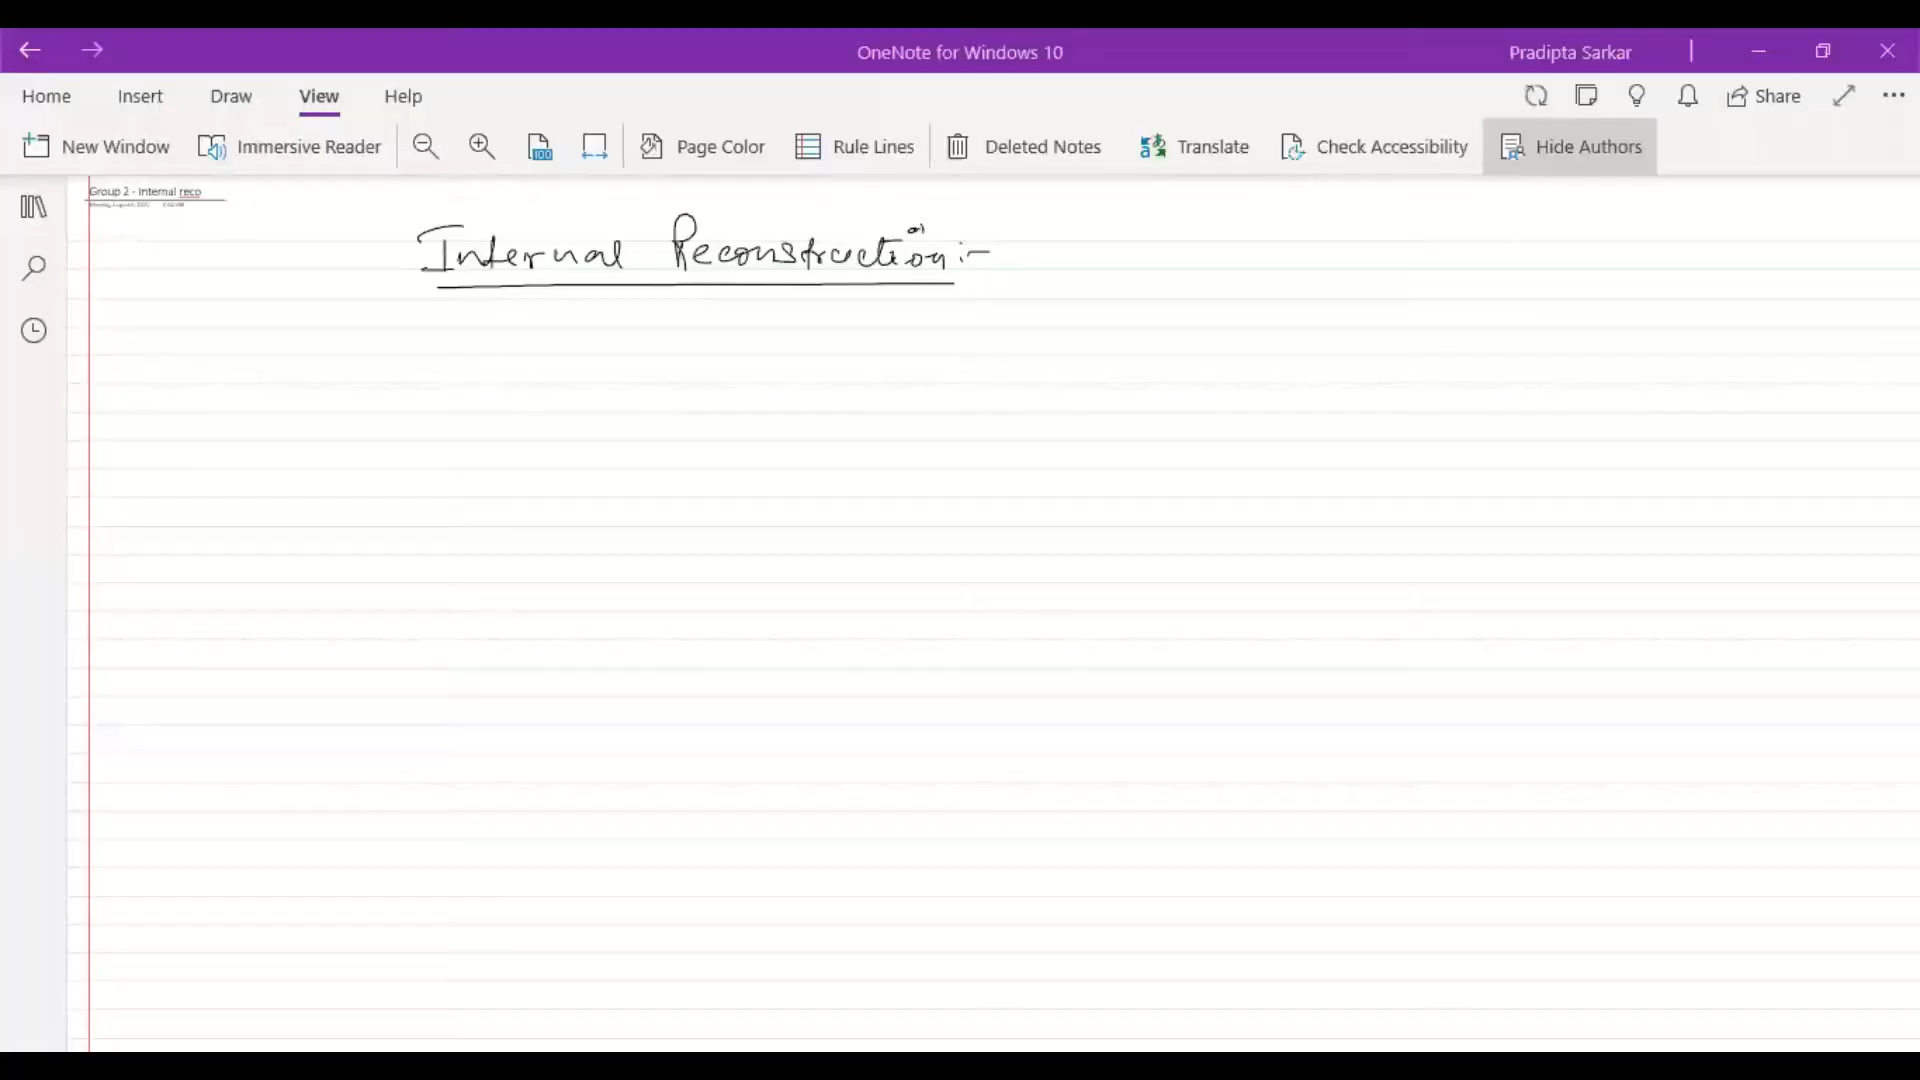 OneNote for Windows 10
Pradipta Sarkar
Home Insert Draw View Help
Share
New Window Immersive Reader 100 Page Color Rule Lines Deleted Notes Translate Check Accessibility Hide Authors
Group 2 - Internal reco
Internal Reconstruction :-